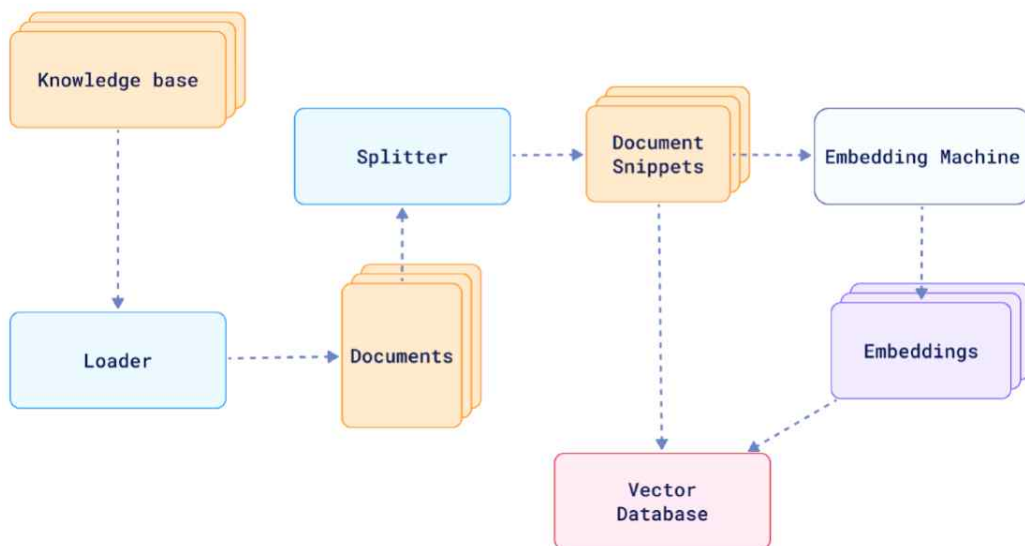 Knowledge base
Splitter
Document
Snippets
Embedding Machine
Loader
Documents
Embeddings
Vector
Database